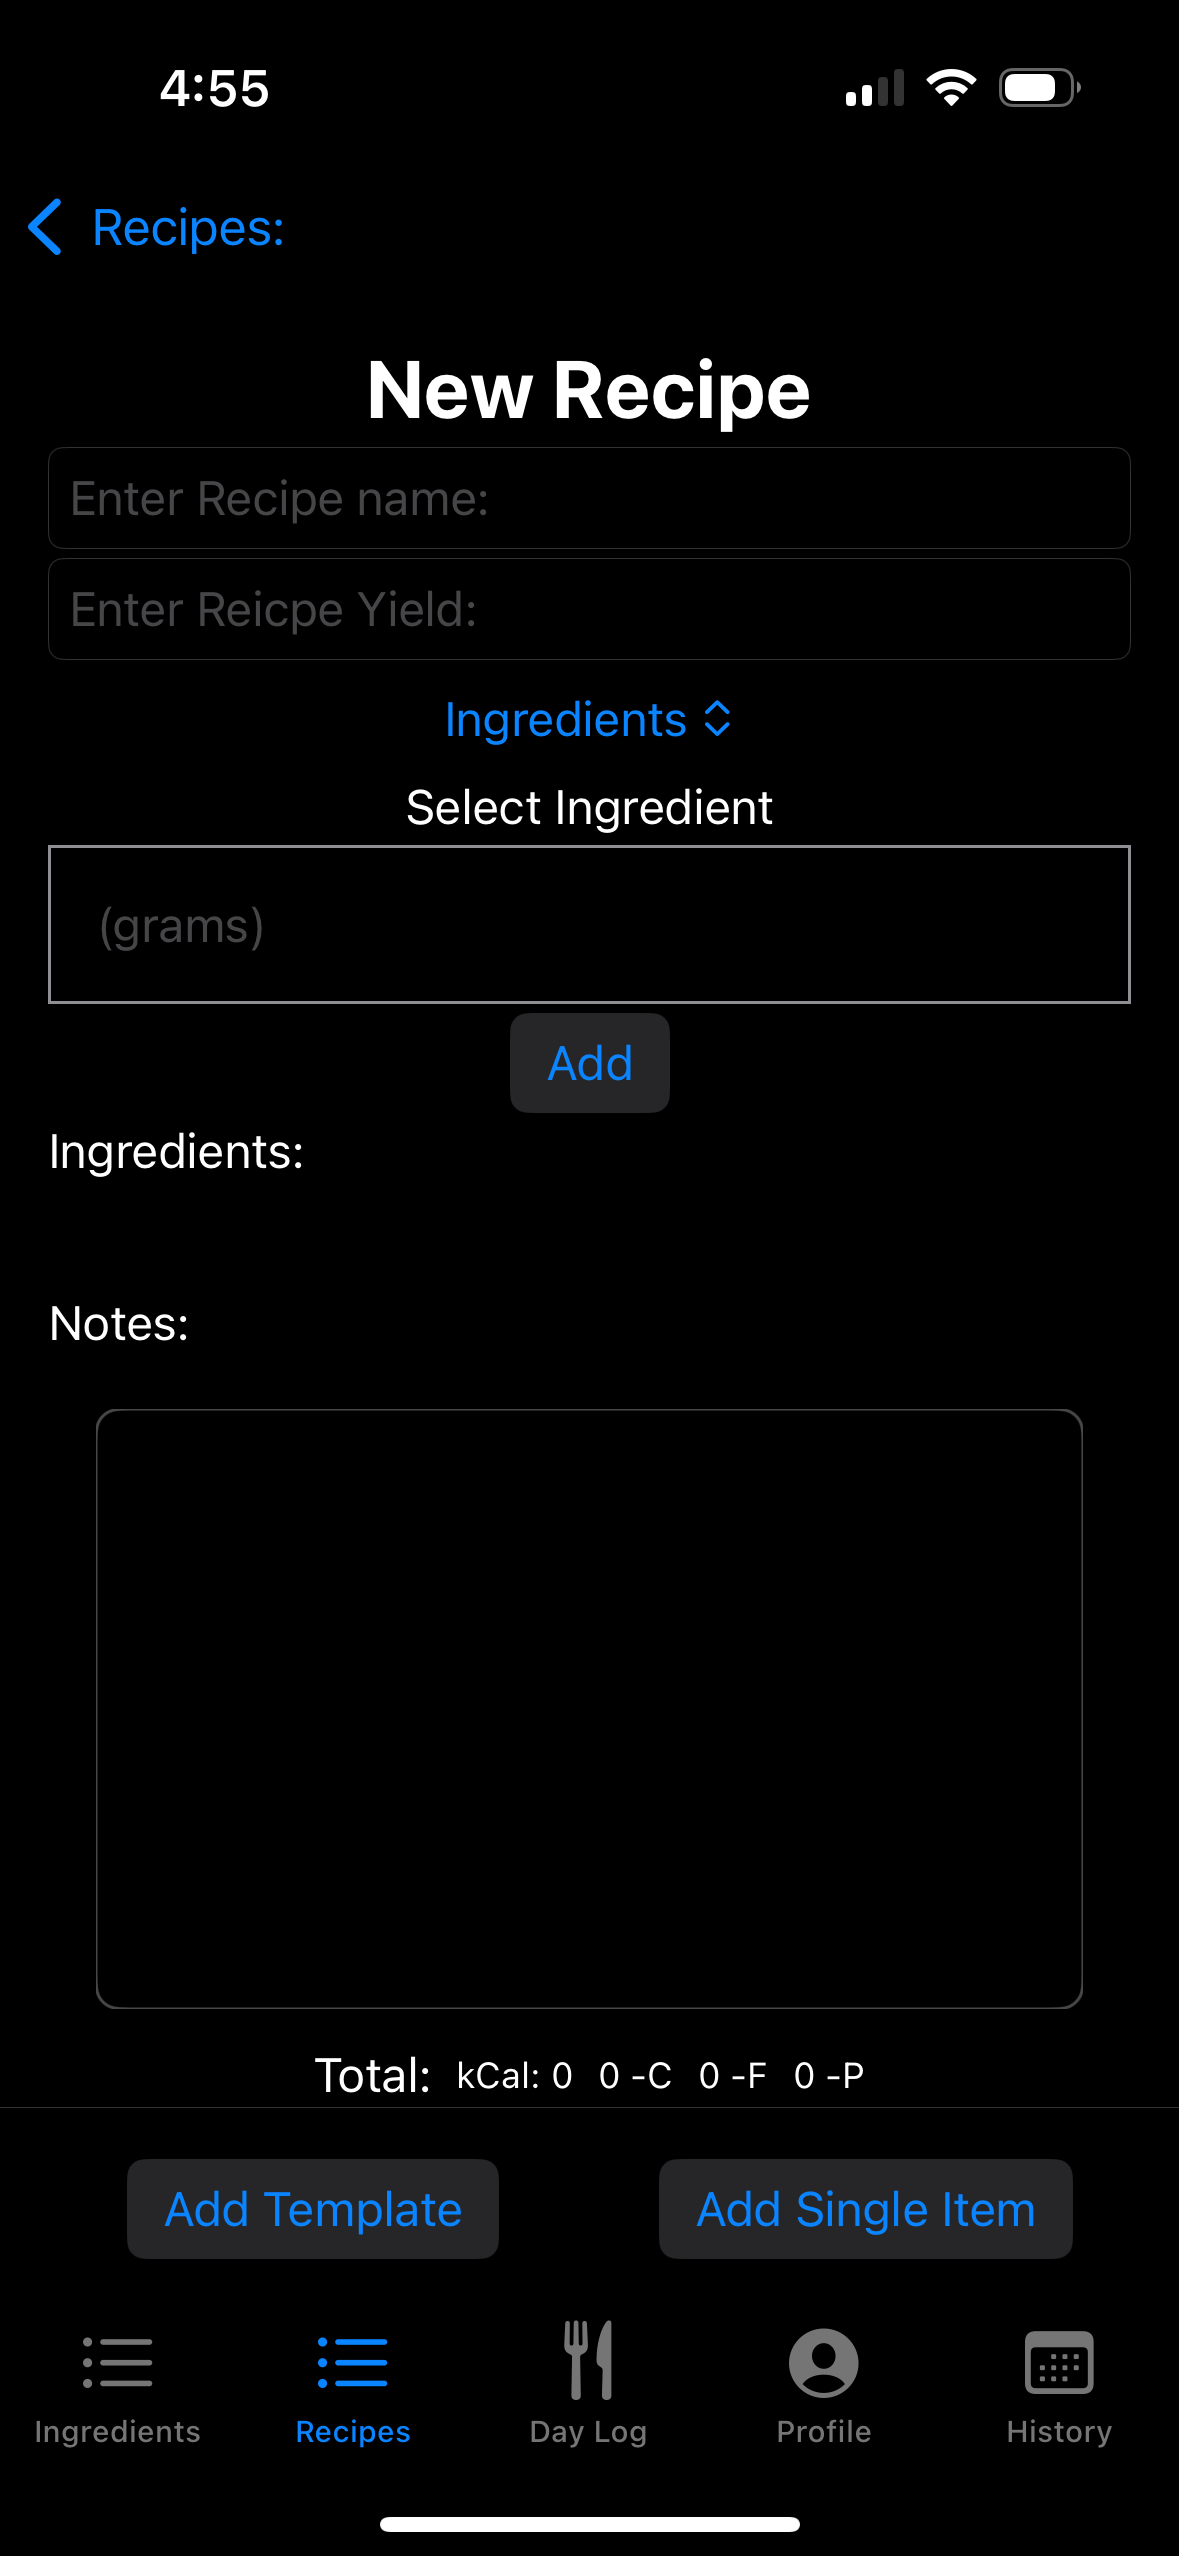 4:55
Recipes:
New Recipe
Enter Recipe name:
Enter Reicpe Yield:
Ingredients
Select Ingredient
(grams)
Add
Ingredients:
Notes:
Total: kCal: 0 0 -C 0 -F 0 -P
Add Template Add Single Item
Ingredients Recipes Day Log Profile History